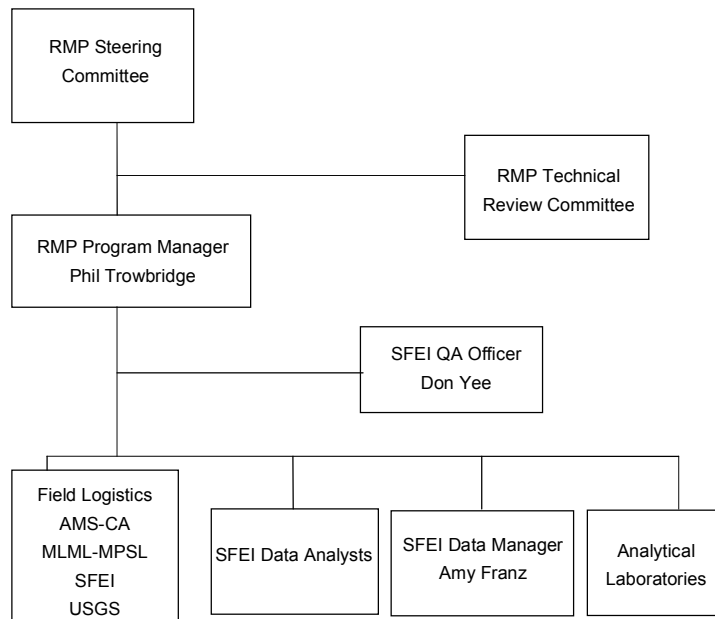 RMP Steering
Committee
RMP Technical
Review Committee
RMP Program Manager
Phil Trowbridge
SFEI QA Officer
Don Yee
Field Logistics
AMS-CA
MLML-MPSL
SFEI
USGS
SFEI Data Analysts
SFEI Data Manager
Amy Franz
Analytical
Laboratories